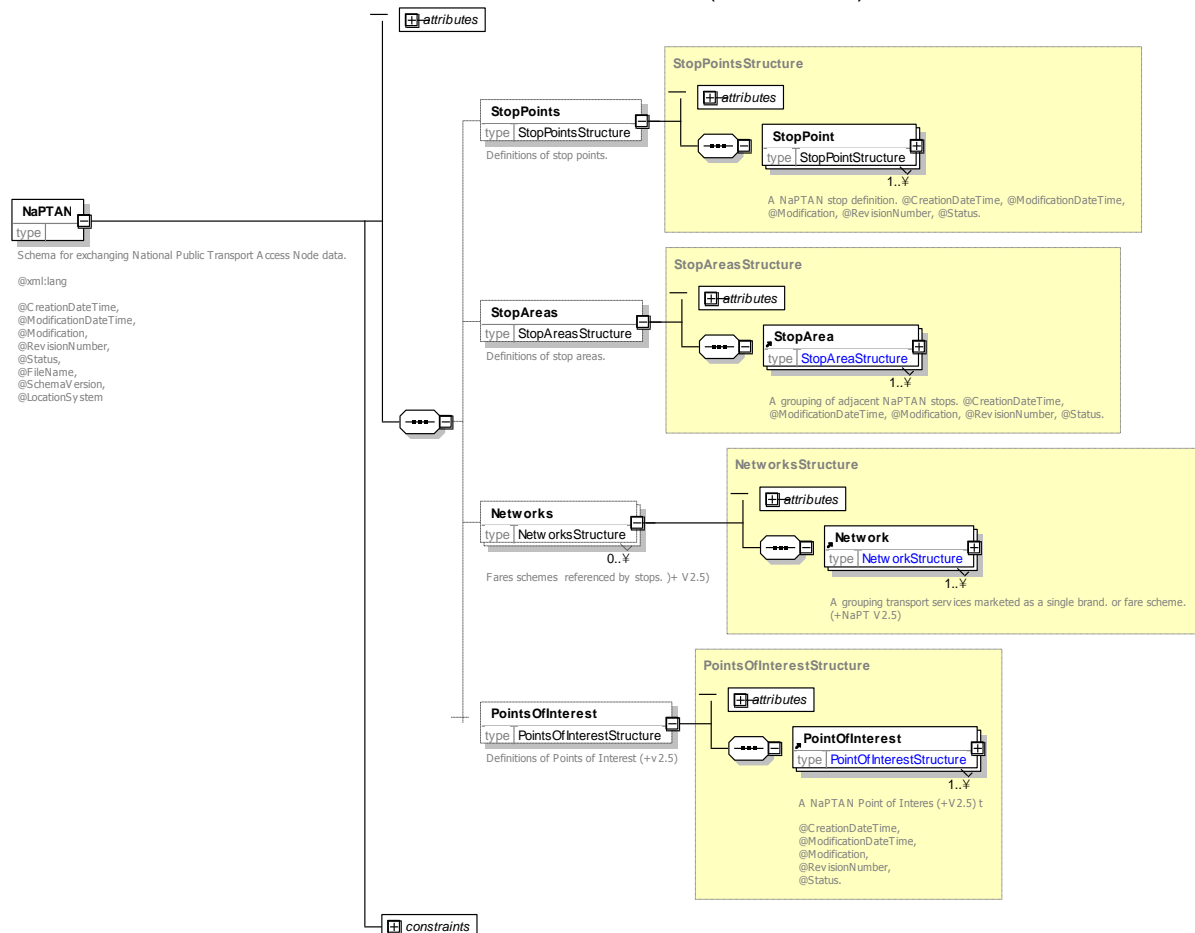 attributes
StopPointsStructure
attributes
StopPoints
type StopPointsStructure
Definitions of stop points.
StopPoint
type StopPointStructure
1..¥
A NaPTAN stop definition. @CreationDateTime, @ModificationDateTime,
@Modification, @RevisionNumber, @Status.
NaPTAN
type
Schema for exchanging National Public Transport Access Node data.
@xml:lang
@CreationDateTime,
@ModificationDateTime,
@Modification,
@RevisionNumber,
@Status,
@FileName,
@SchemaVersion,
@LocationSystem
StopAreasStructure
attributes
StopAreas
type StopAreasStructure
Definitions of stop areas.
StopArea
type StopAreaStructure
1..¥
A grouping of adjacent NaPTAN stops. @CreationDateTime,
@ModificationDateTime, @Modification, @RevisionNumber, @Status.
NetworksStructure
attributes
Networks
type NetworksStructure
0..¥
Fares schemes referenced by stops. )+ V2.5)
Network
type NetworkStructure
1..¥
A grouping transport services marketed as a single brand. or fare scheme.
(+NaPT V2.5)
PointsOfInterestStructure
attributes
PointsOfInterest
type PointsOfInterestStructure
Definitions of Points of Interest (+v2.5)
PointOfInterest
type PointOfInterestStructure
1..¥
A NaPTAN Point of Interes (+V2.5) t
@CreationDateTime,
@ModificationDateTime,
@Modification,
@RevisionNumber,
@Status.
constraints